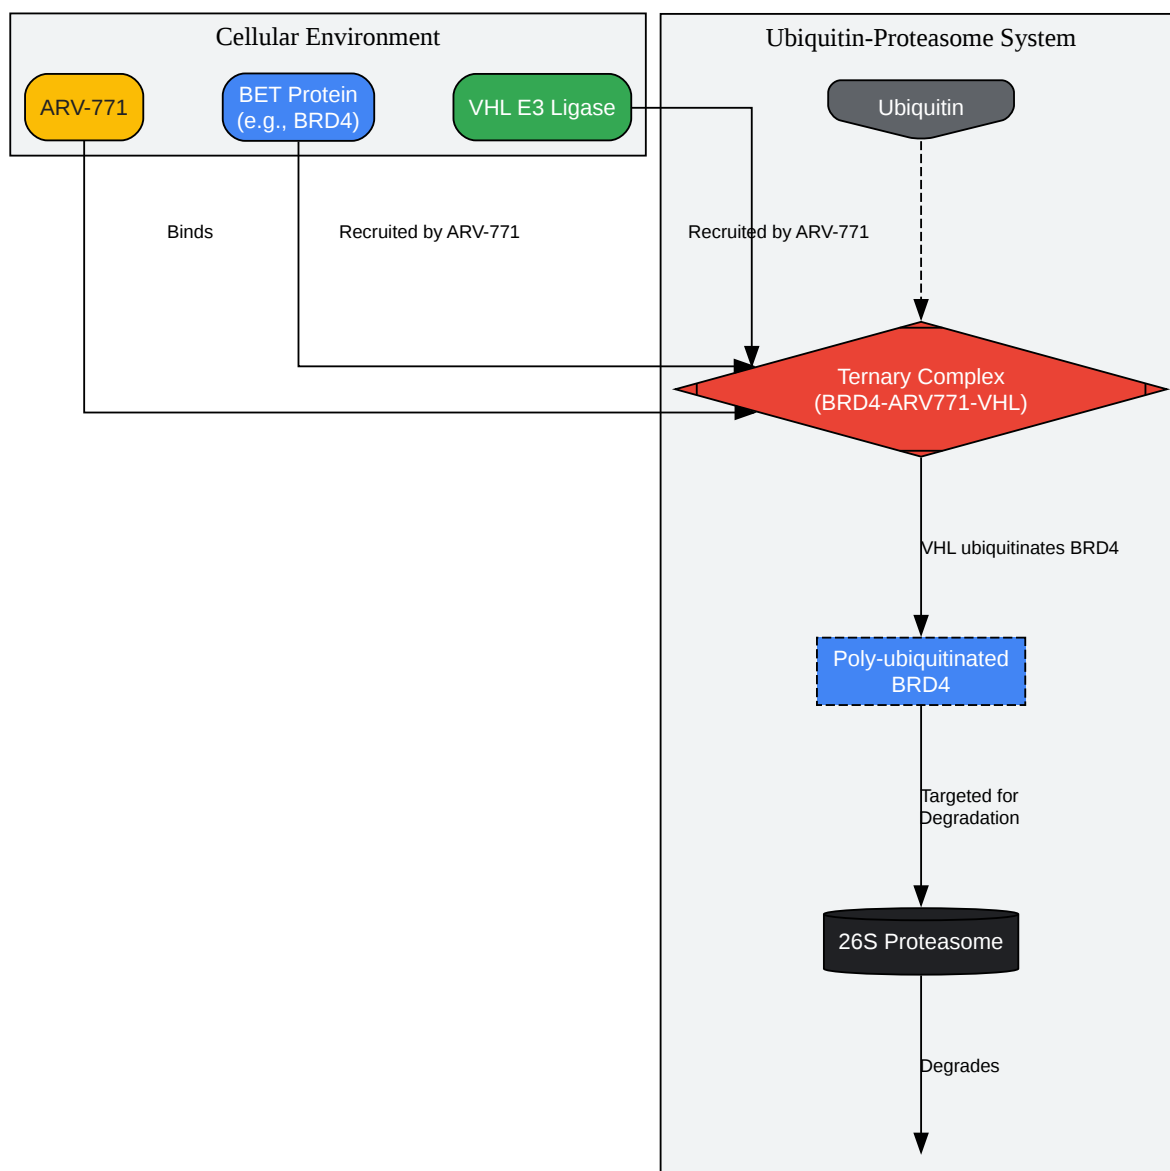 Cellular Environment
Ubiquitin-Proteasome System
ARV-771
BET Protein
(e.g., BRD4)
VHL E3 Ligase
Ubiquitin
Binds
Recruited by ARV-771
Recruited by ARV-771
Ternary Complex
(BRD4-ARV771-VHL)
VHL ubiquitinates BRD4
Poly-ubiquitinated
BRD4
Targeted for
Degradation
26S Proteasome
Degrades